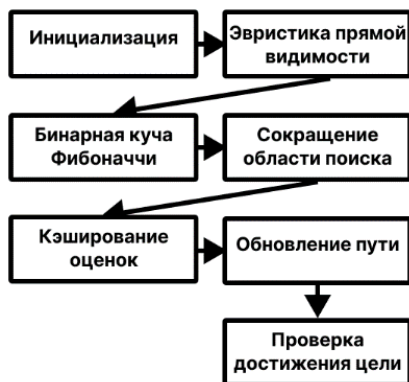 Инициализация
Эвристика прямой
видимости
Бинарная куча
Фибоначчи
Сокращение
области поиска
Кэширование
оценок
Обновление пути
Проверка
достижения цели